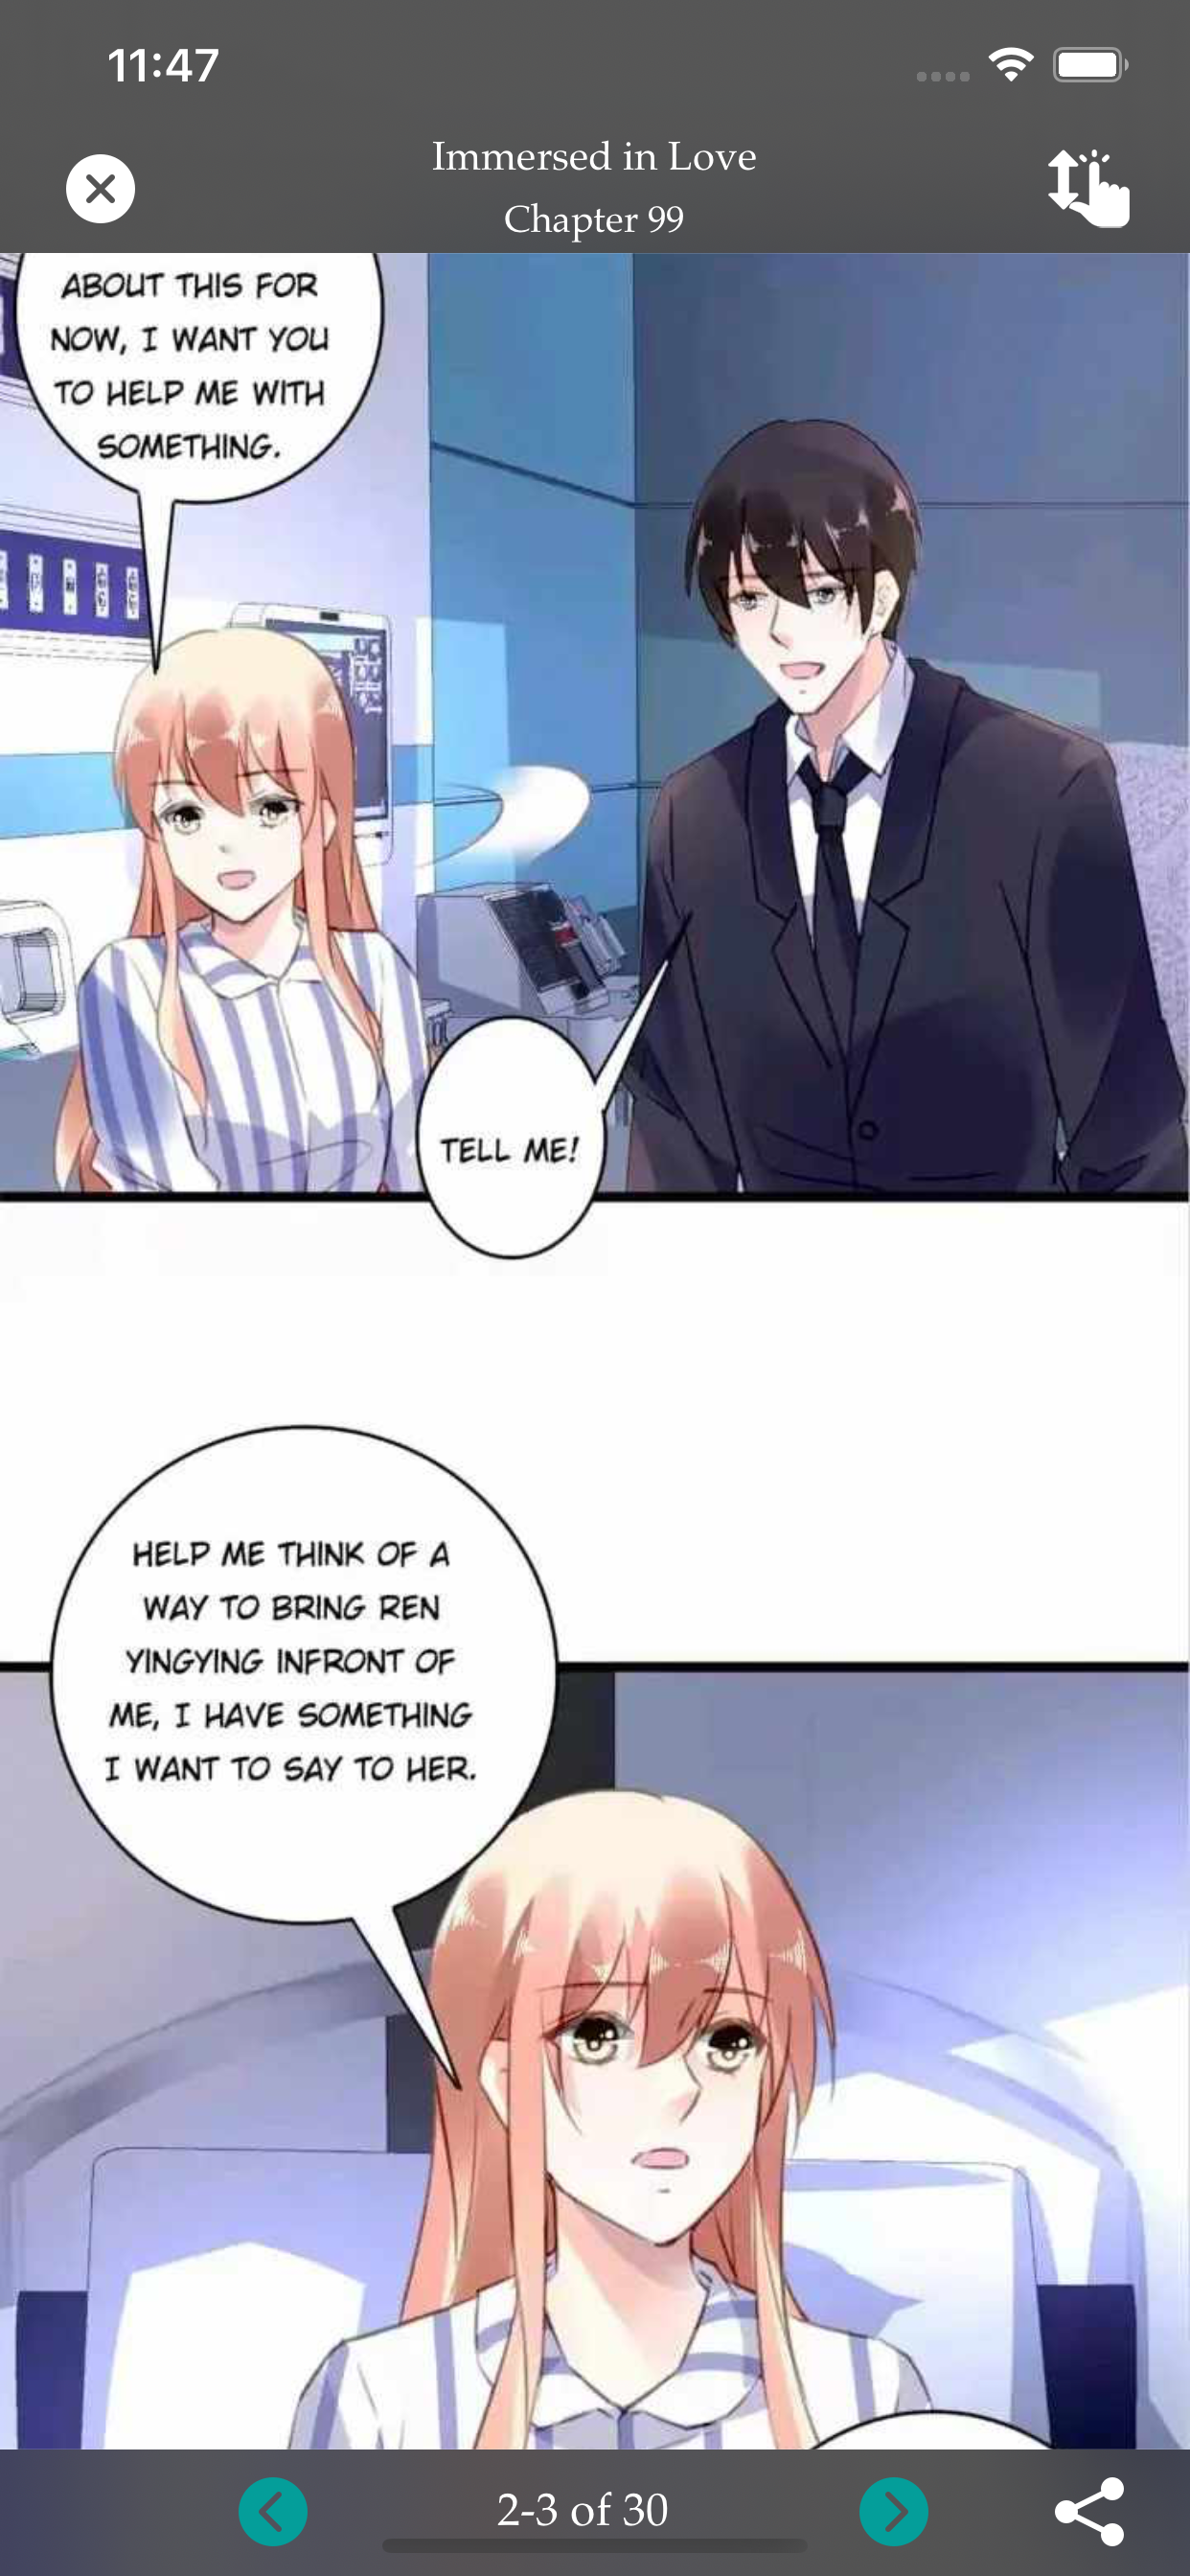 11:47
Immersed in Love
Chapter 99
ABOUT THIS FOR
NOW, I WANT YOU
TO HELP ME WITH
SOMETHING.
TELL ME!
HELP ME THINK OF A
WAY TO BRING REN
YINGYING INFRONT OF
ME, I HAVE SOMETHING
I WANT TO SAY TO HER.
2-3 of 30